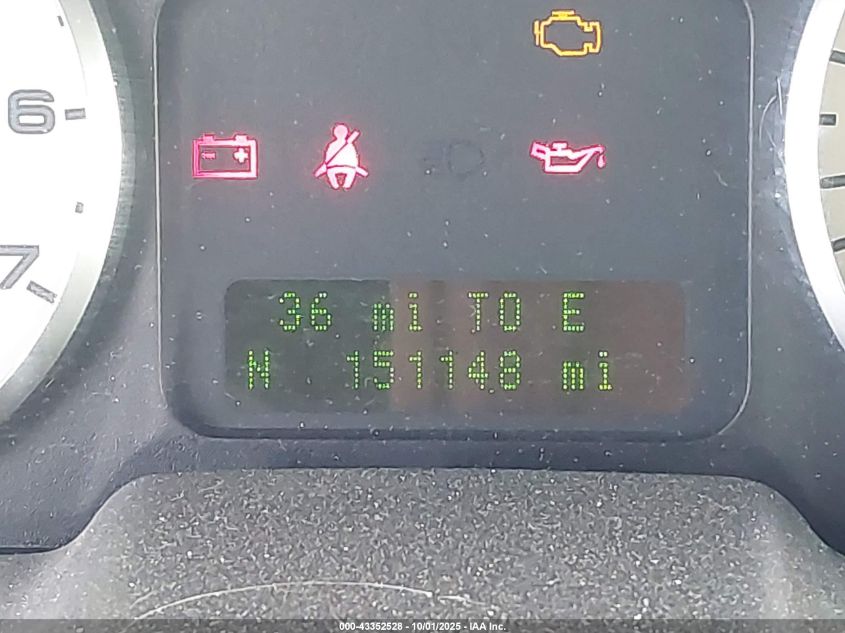 6
7
36 mi TO E
N 151148 mi
000-43352528 - 10/01/2025 - IAA Inc.